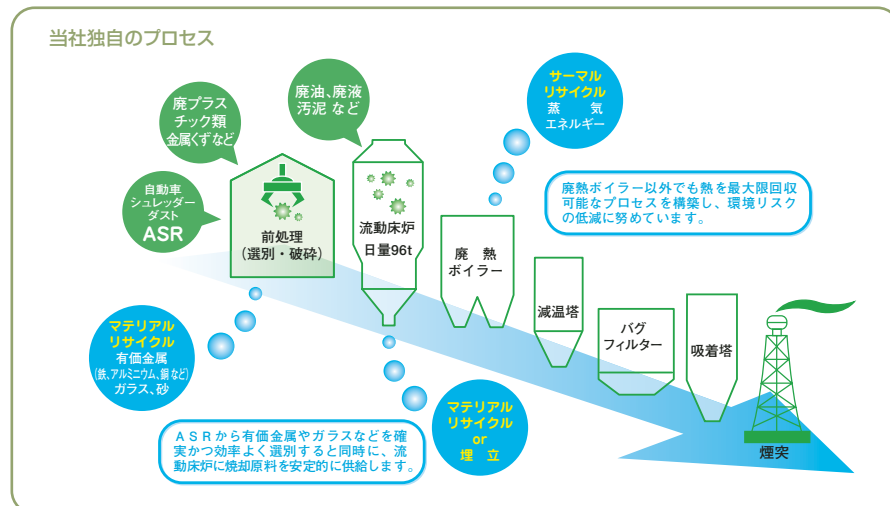 当社独自のプロセス
廃プラス
チック類
金属くずなど
廃油、廃液
汚泥 など
サーマル
リサイクル
蒸　気
エネルギー
自動車
シュレッダー
ダスト
ASR
前処理
(選別・破砕)
流動床炉
日量96t
廃　熱
ボイラー
廃熱ボイラー以外でも熱を最大限回収
可能なプロセスを構築し、環境リスク
の低減に努めています。
減温塔
バグ
フィルター
吸着塔
煙突
マテリアル
リサイクル
有価金属
(鉄、アルミニウム、銅など)
ガラス、砂
マテリアル
リサイクル
or
埋　立
ASRから有価金属やガラスなどを確
実かつ効率よく選別すると同時に、流
動床炉に焼却原料を安定的に供給します。